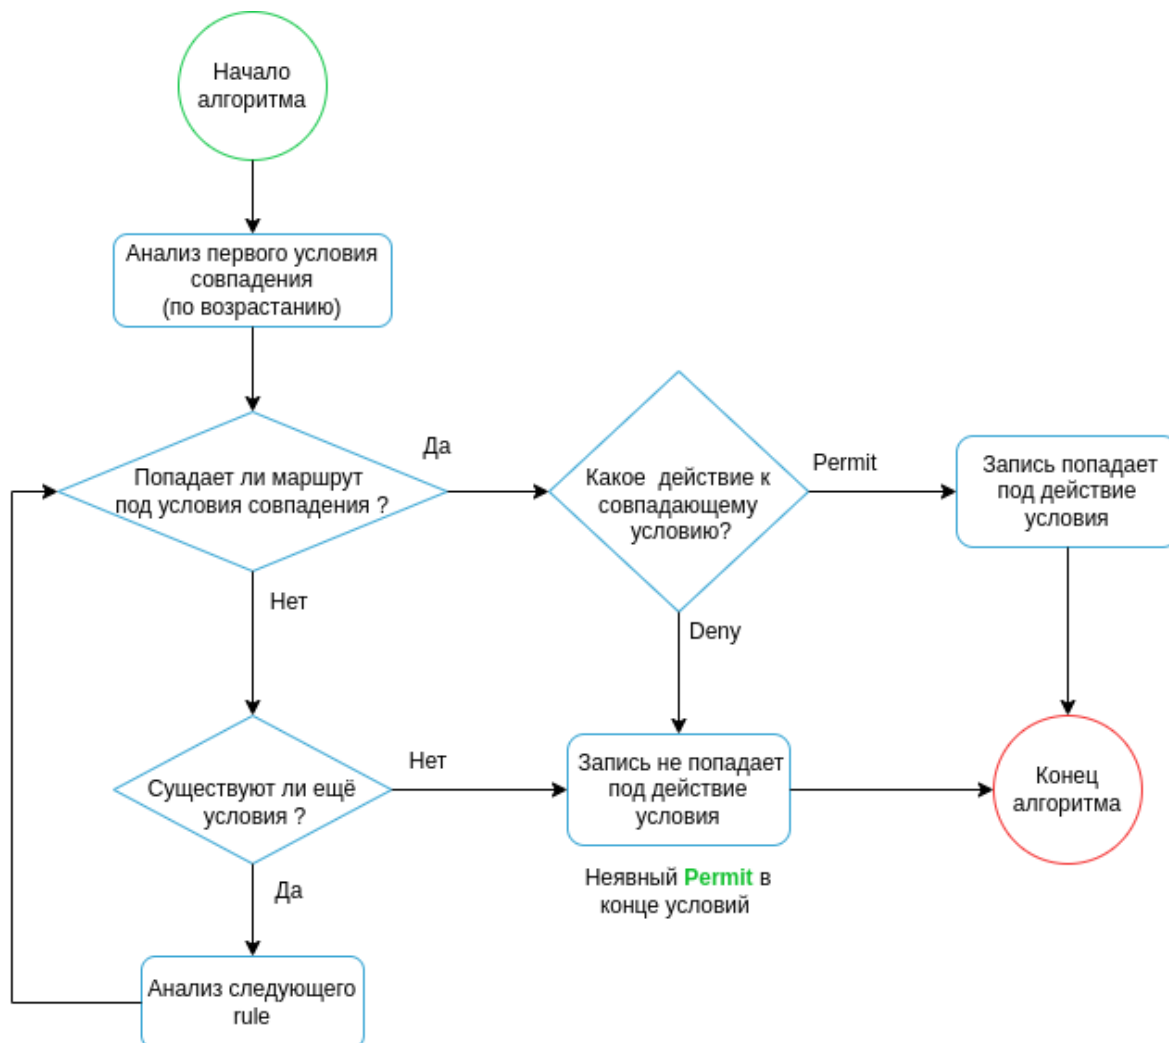 Начало
алгоритма
Анализ первого условия
совпадения
(по возрастанию)
Попадает ли маршрут
под условия совпадения ?
Да
Какое действие к
совпадающему
условию?
Permit
Запись попадает
под действие
условия
Нет
Deny
Существуют ли ещё
условия ?
Нет
Запись не попадает
под действие
условия
Конец
алгоритма
Неявный Permit в
конце условий
Да
Анализ следующего
rule